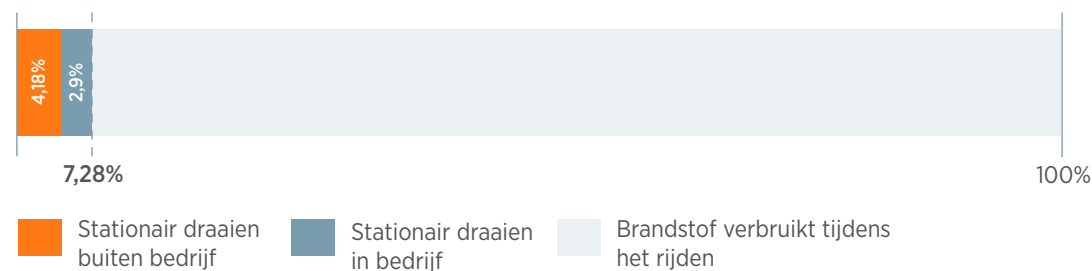 4,18%
2,9%
7,28%
100%
Stationair draaien
buiten bedrijf
Stationair draaien
in bedrijf
Brandstof verbruikt tijdens
het rijden